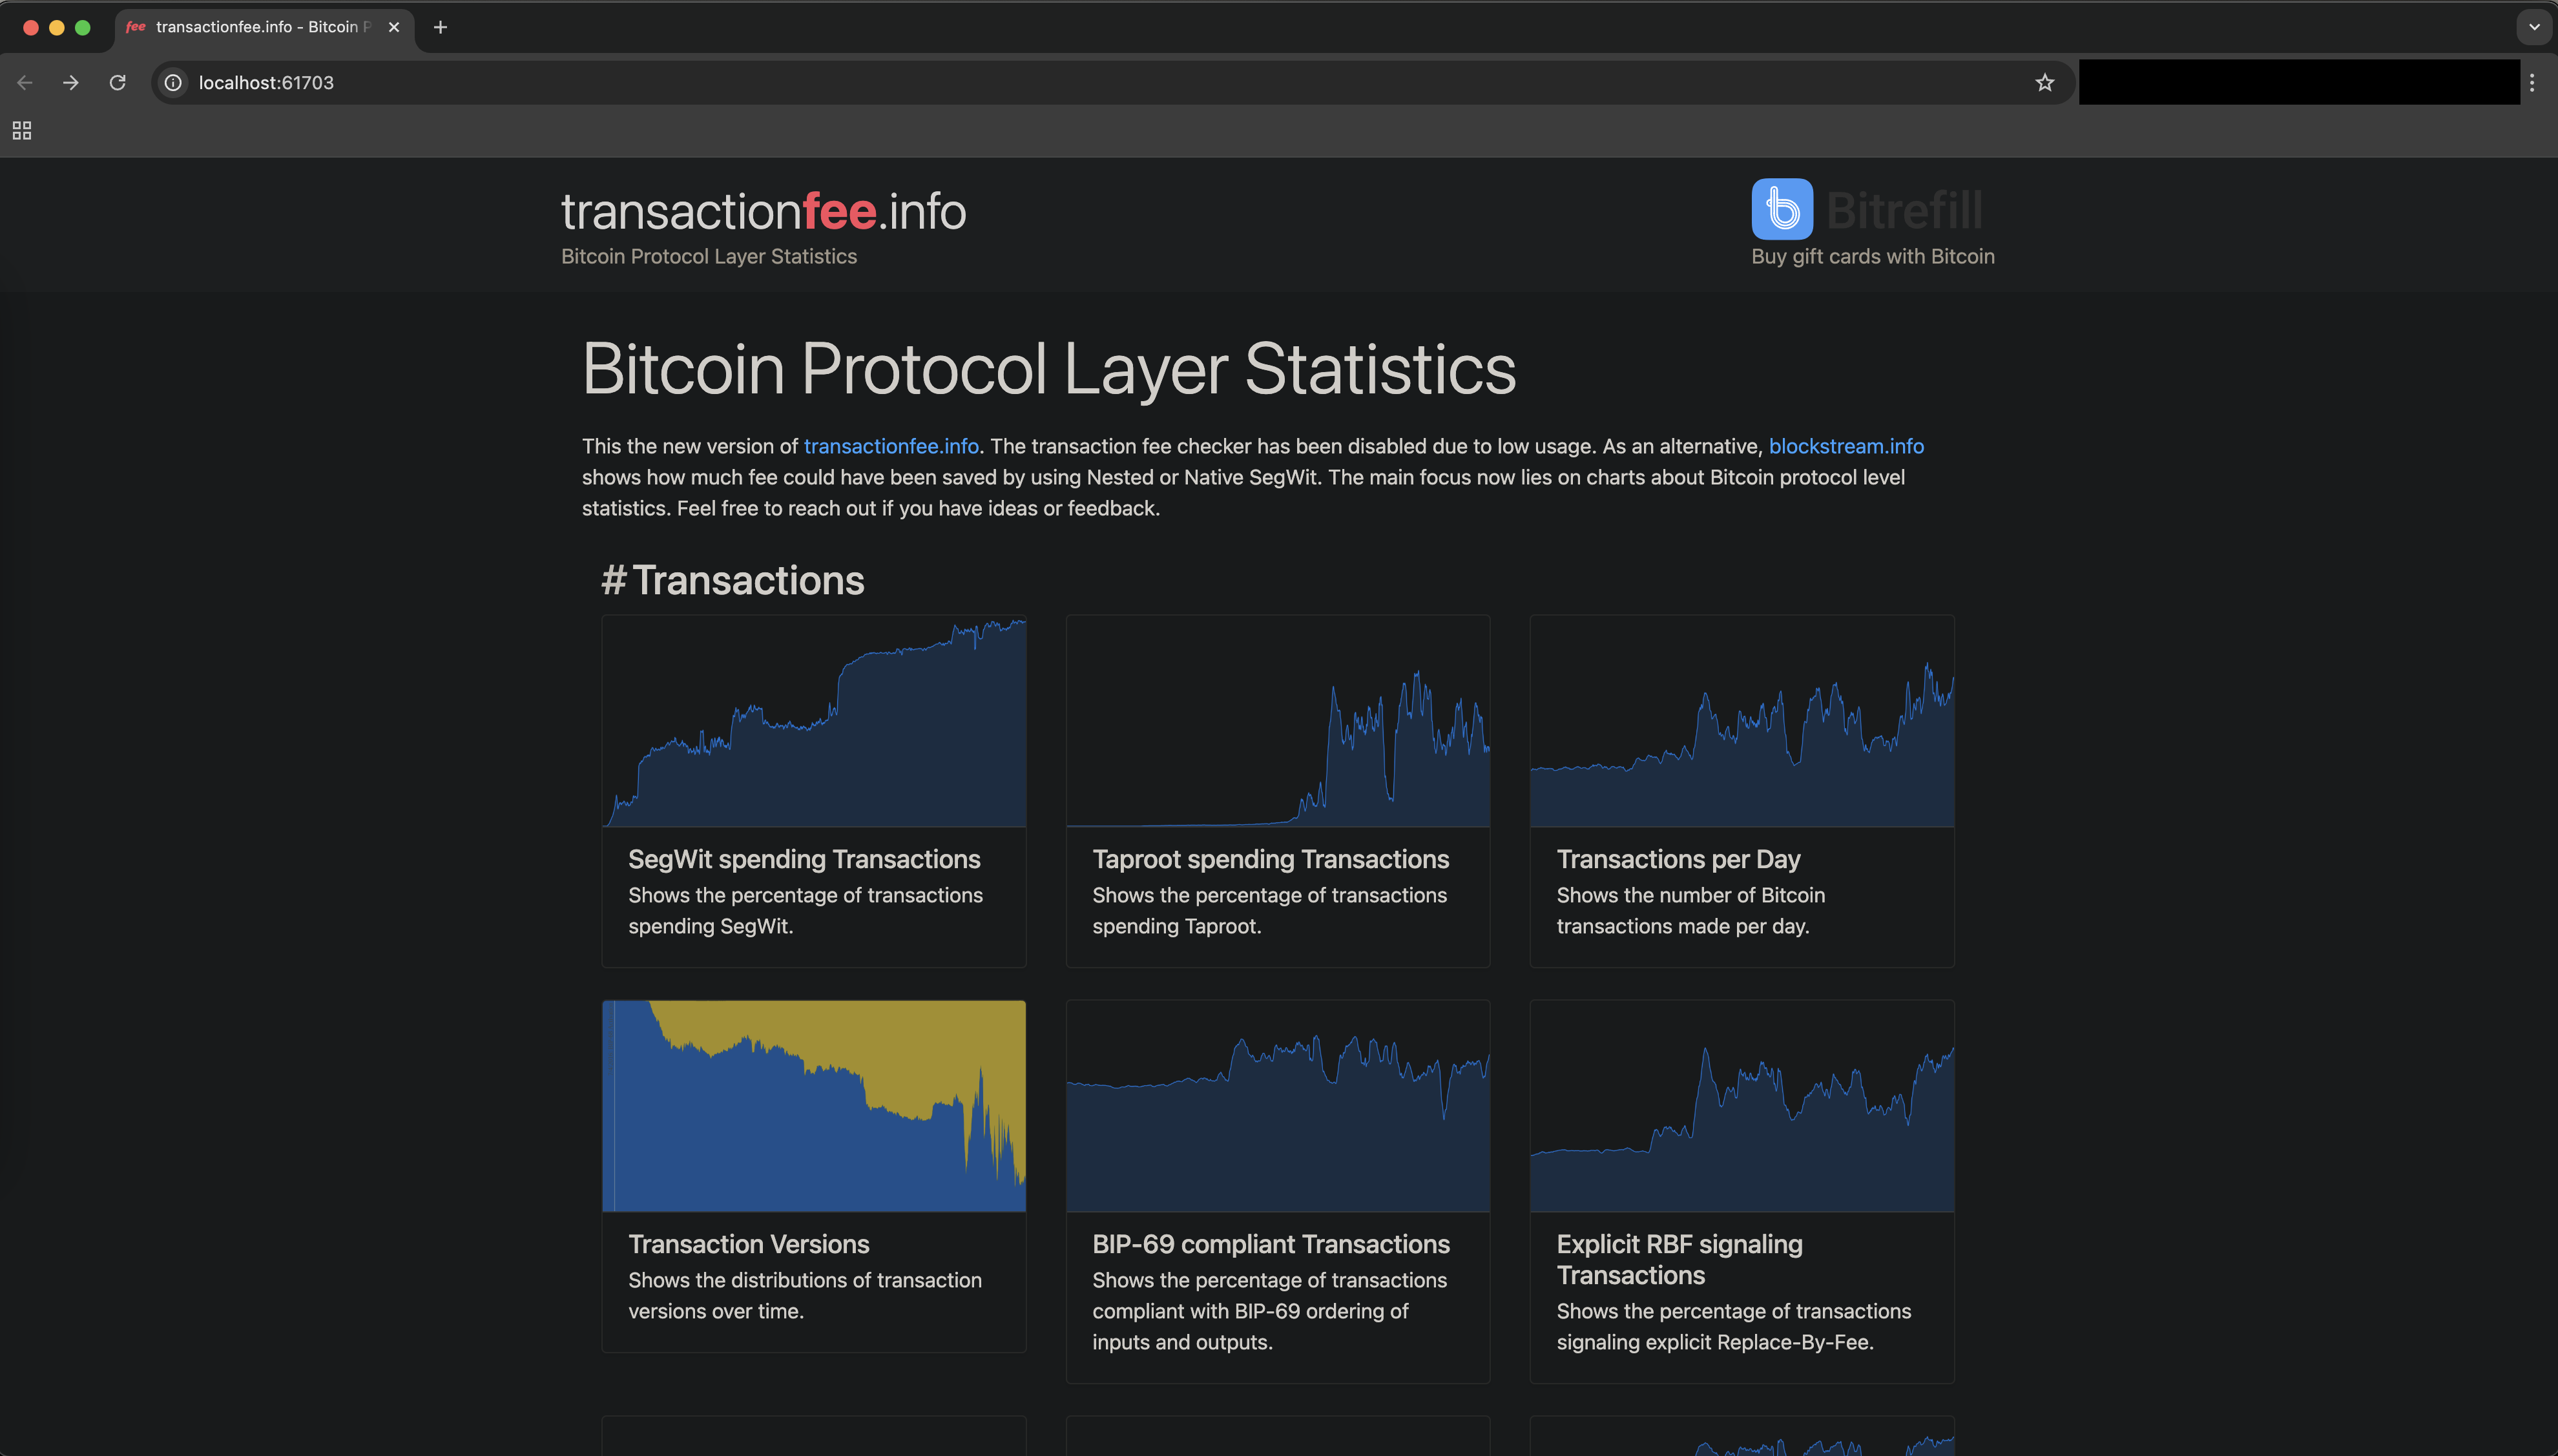 fee transactionfee.info - Bitcoin P
localhost:61703
transactionfee.info
Bitcoin Protocol Layer Statistics
Bitrefill
Buy gift cards with Bitcoin
Bitcoin Protocol Layer Statistics
This the new version of transactionfee.info. The transaction fee checker has been disabled due to low usage. As an alternative, blockstream.info
shows how much fee could have been saved by using Nested or Native SegWit. The main focus now lies on charts about Bitcoin protocol level
statistics. Feel free to reach out if you have ideas or feedback.
# Transactions
SegWit spending Transactions
Shows the percentage of transactions
spending SegWit.
Taproot spending Transactions
Shows the percentage of transactions
spending Taproot.
Transactions per Day
Shows the number of Bitcoin
transactions made per day.
Transaction Versions
Shows the distributions of transaction
versions over time.
BIP-69 compliant Transactions
Shows the percentage of transactions
compliant with BIP-69 ordering of
inputs and outputs.
Explicit RBF signaling
Transactions
Shows the percentage of transactions
signaling explicit Replace-By-Fee.